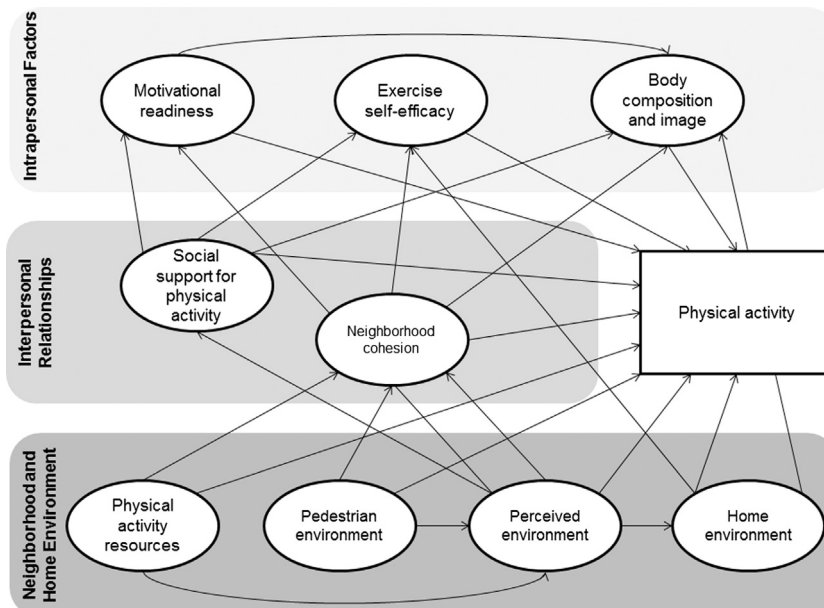 Intrapersonal Factors
Motivational
readiness
Exercise
self-efficacy
Body
composition
and image
Interpersonal
Relationships
Social
support for
physical
activity
Neighborhood
cohesion
Physical activity
Neighborhood and
Home Environment
Physical
activity
resources
Pedestrian
environment
Perceived
environment
Home
environment